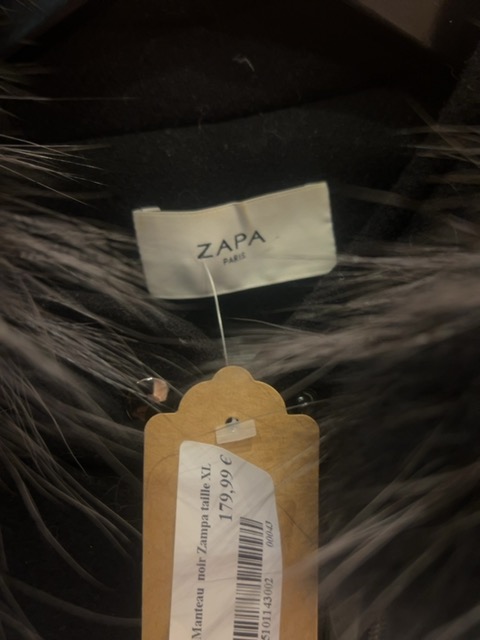 ZAPA
PARIS
Manteau noir Zampa taille XL
179,99 €
00043
5101143002